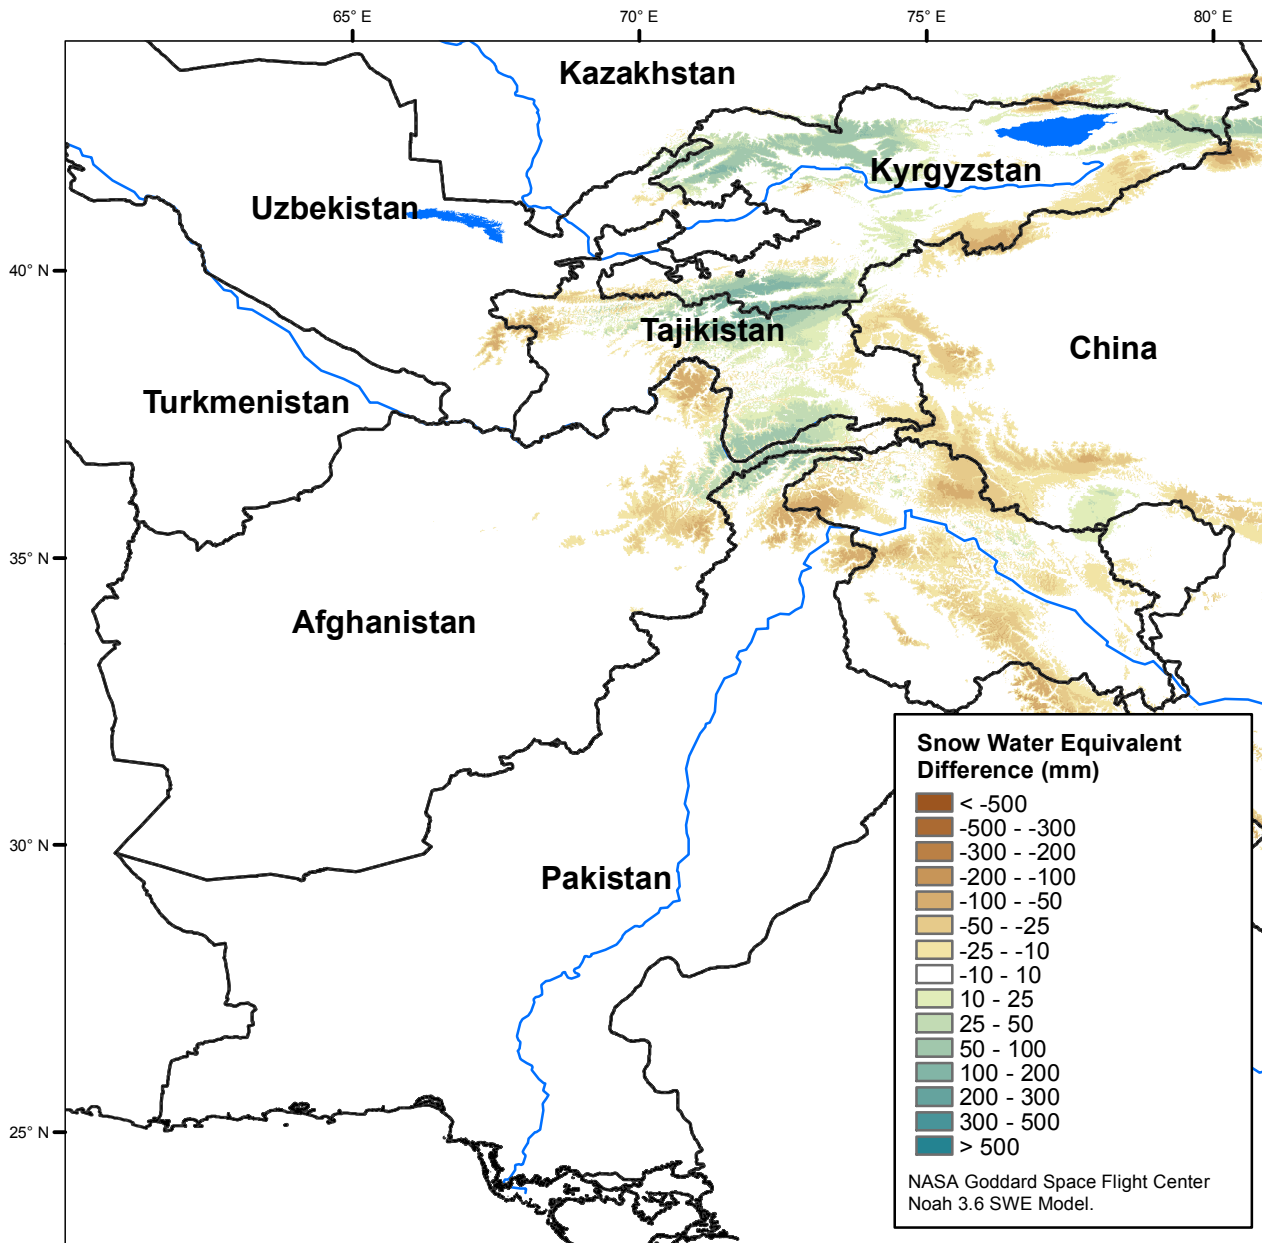 65° E
70° E
75° E
80° E
Kazakhstan
Kyrgyzstan
Uzbekistan
40° N
Tajikistan
China
Turkmenistan
35° N
Afghanistan
Snow Water Equivalent
Difference (mm)
< -500
-500 - -300
-300 - -200
-200 - -100
-100 - -50
-50 - -25
-25 - -10
-10 - 10
10 - 25
25 - 50
50 - 100
100 - 200
200 - 300
300 - 500
> 500
NASA Goddard Space Flight Center
Noah 3.6 SWE Model.
30° N
Pakistan
25° N